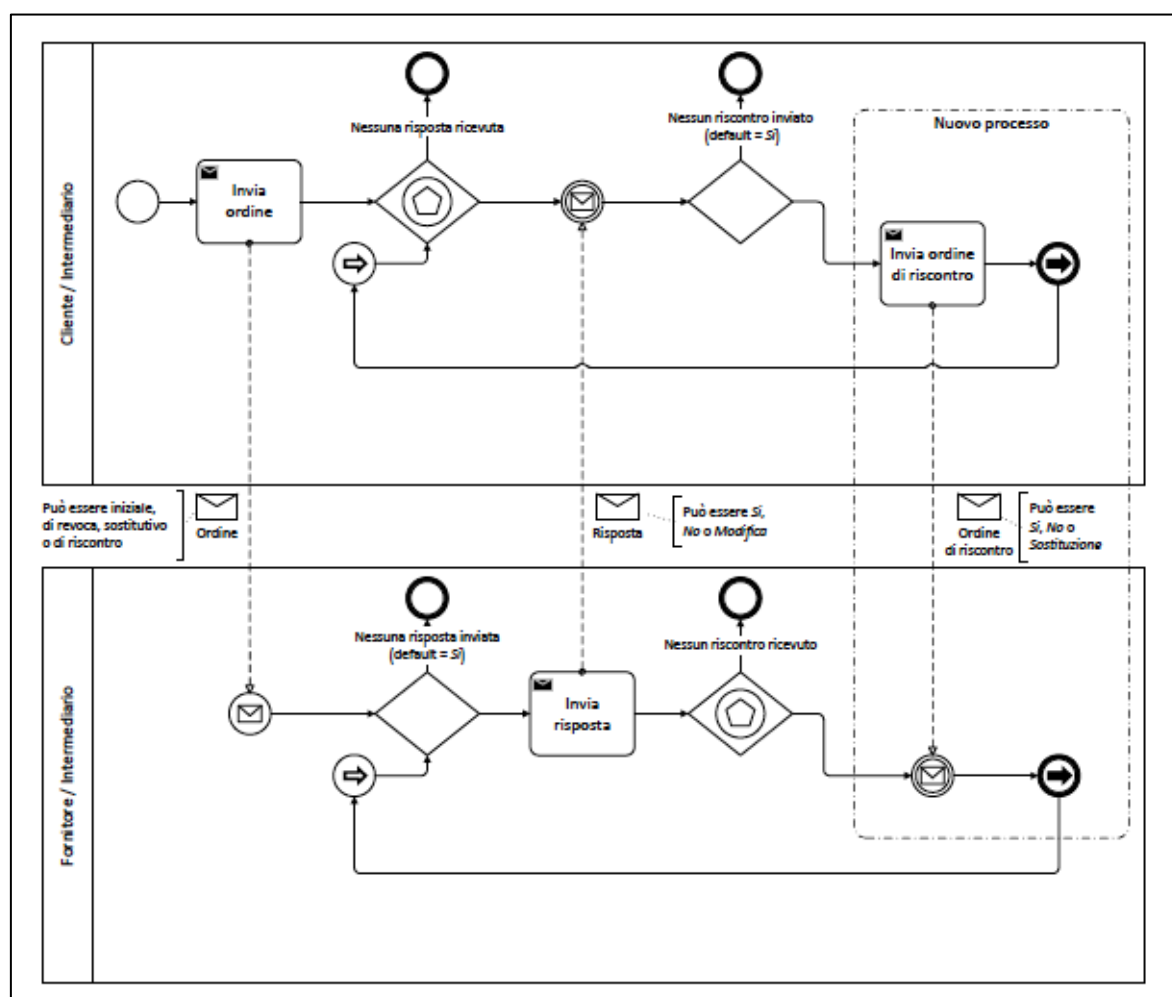 Cliente / Intermediario
Nessuna risposta ricevuta
Nessun riscontro inviato
(default = Sì)
Nuovo processo
Invia
ordine
Invia ordine
di riscontro
Può essere iniziale,
di revoca, sostitutivo
o di riscontro
Ordine
Risposta
Può essere Sì,
No o Modifica
Ordine
di riscontro
Può essere
Sì, No o
Sostituzione
Fornitore / Intermediario
Nessuna risposta inviata
(default = Sì)
Nessun riscontro ricevuto
Invia
risposta